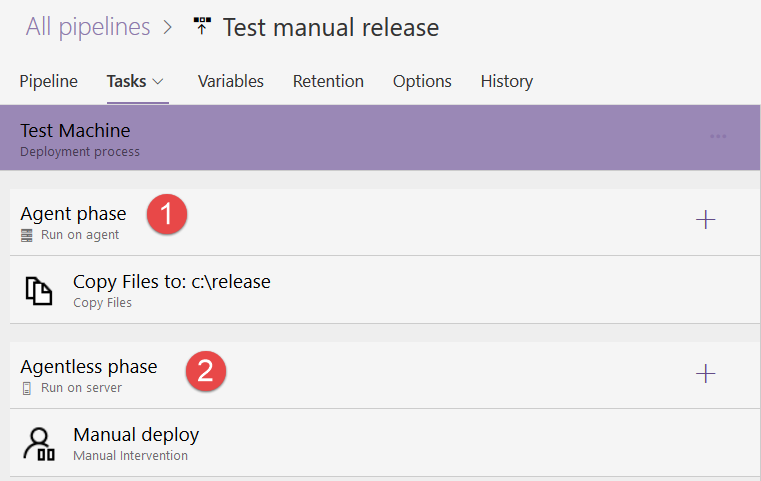 All pipelines > Test manual release
Pipeline Tasks Variables Retention Options History
Test Machine
Deployment process
Agent phase 1
Run on agent
Copy Files to: c:\release
Copy Files
Agentless phase 2
Run on server
Manual deploy
Manual Intervention